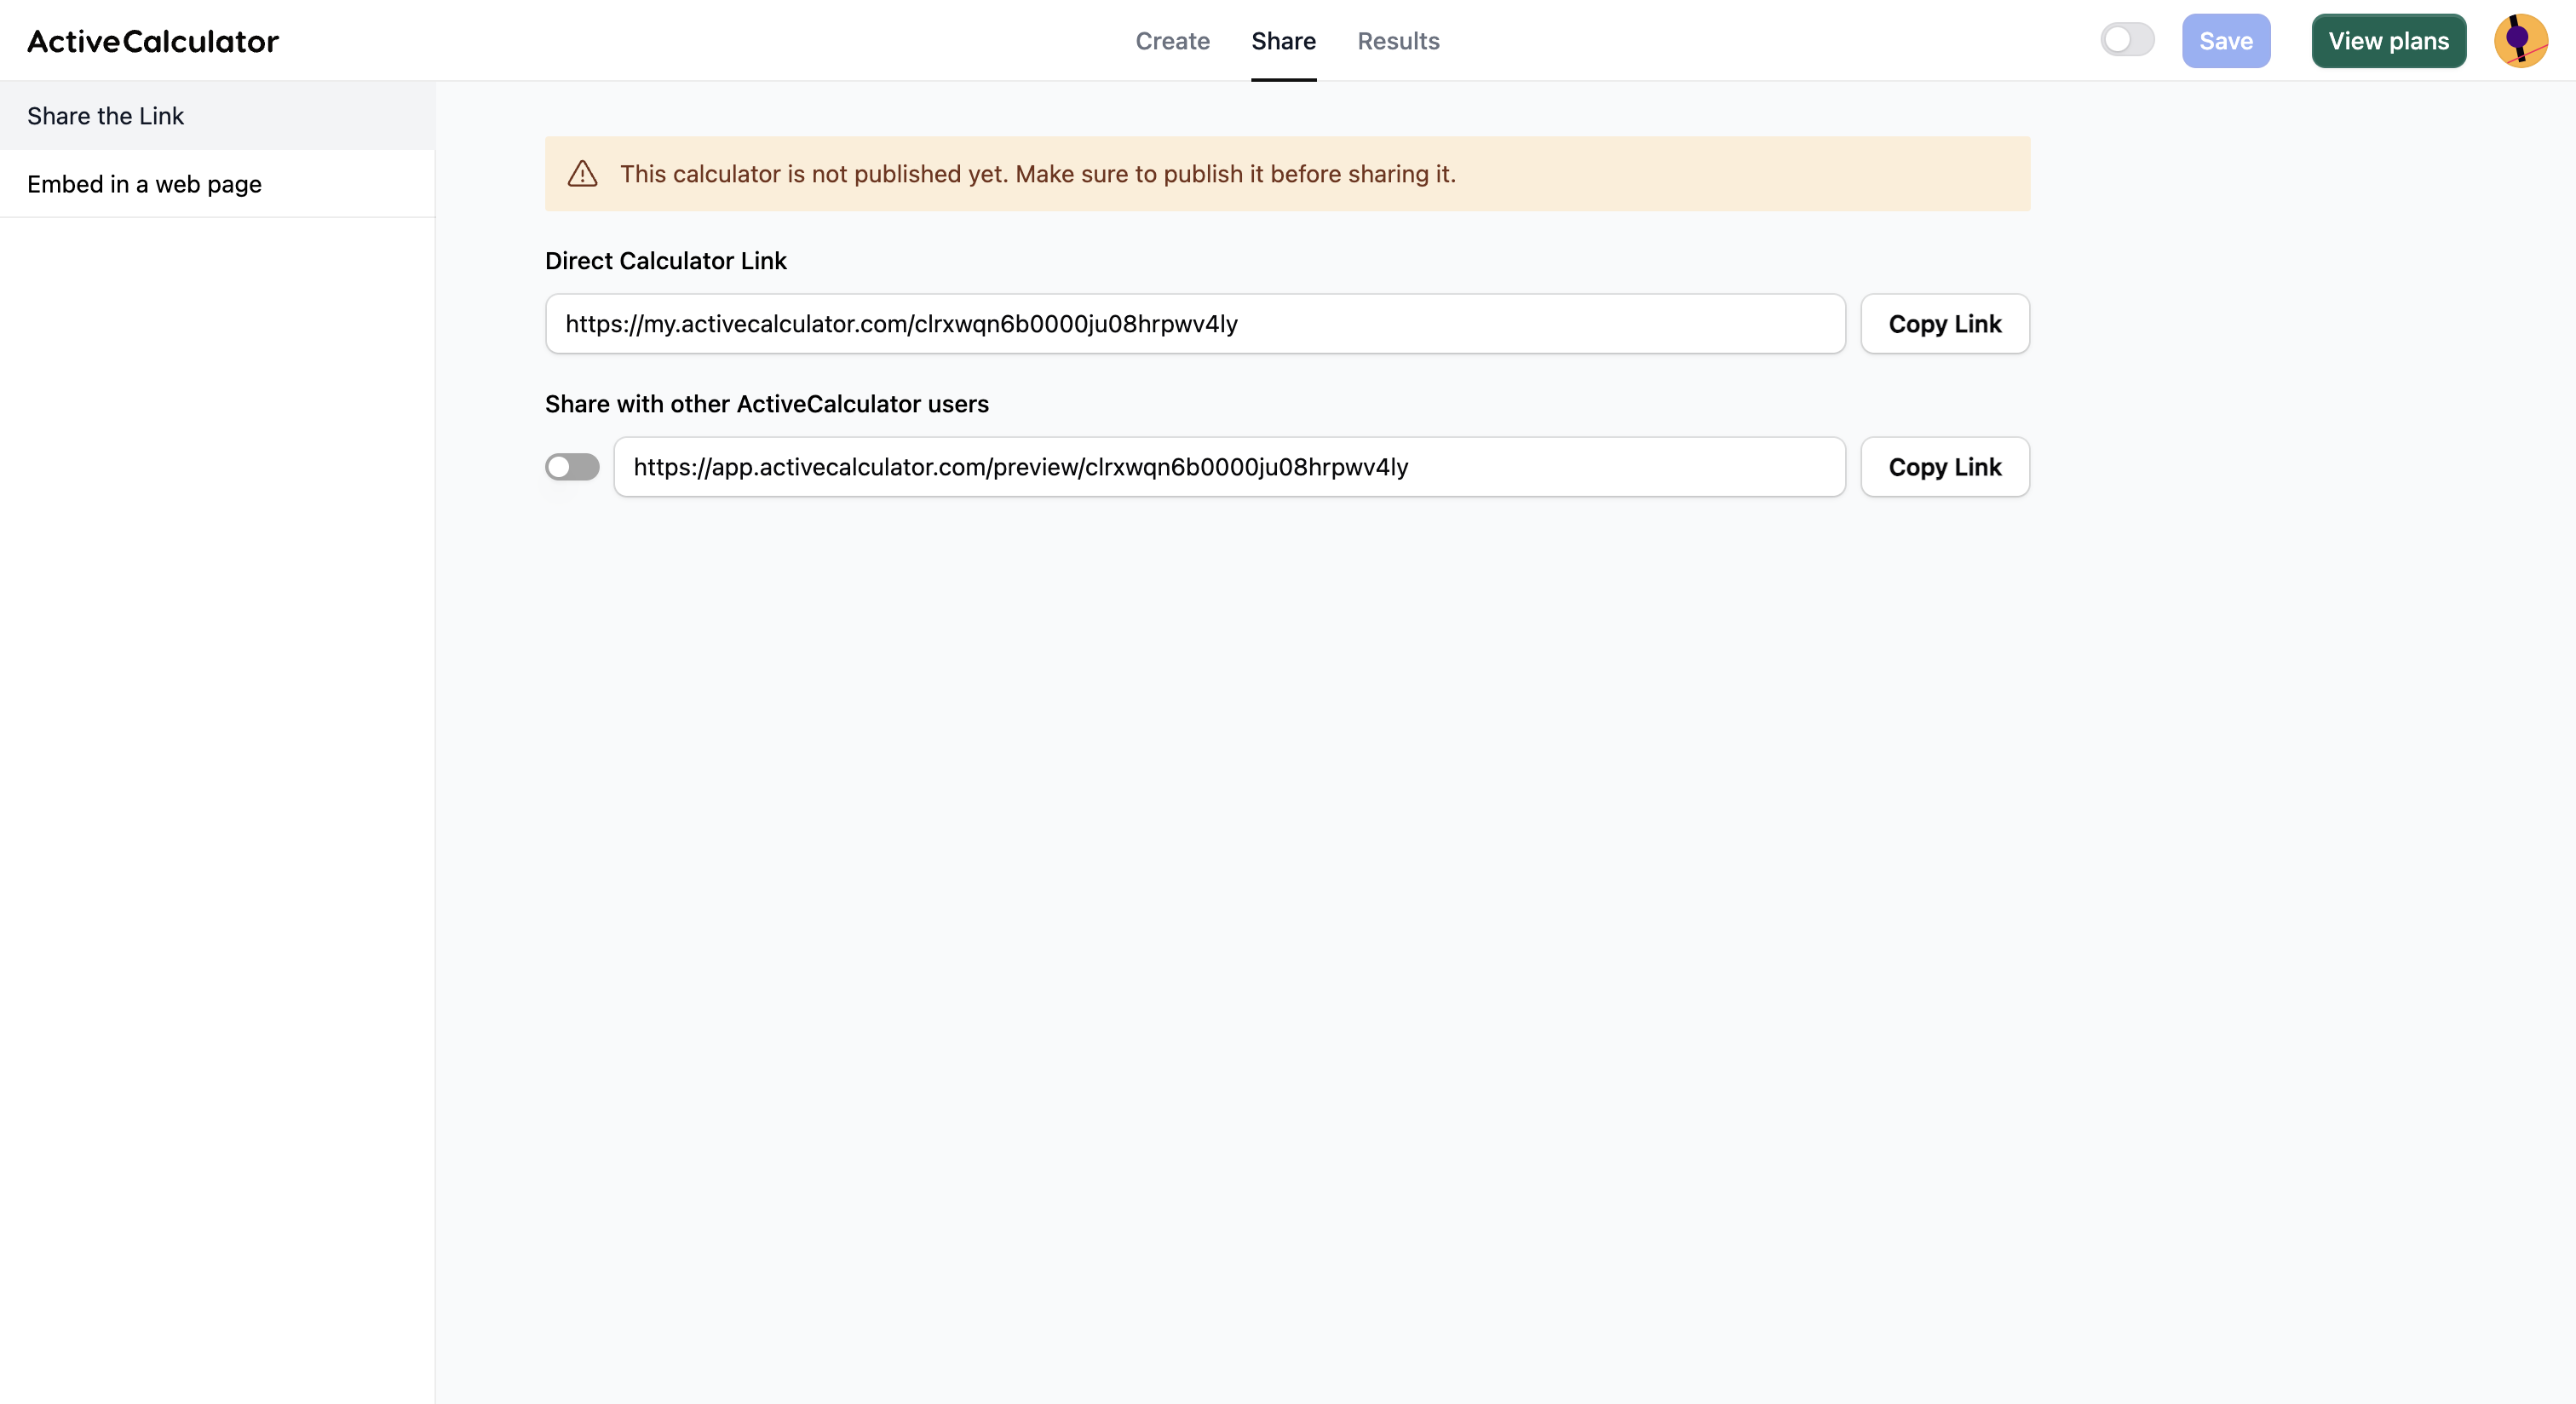 ActiveCalculator
Create
Share
Results
Save
View plans
Share the Link
Embed in a web page
This calculator is not published yet. Make sure to publish it before sharing it.
Direct Calculator Link
https://my.activecalculator.com/clrxwqn6b0000ju08hrpwv4ly
Copy Link
Share with other ActiveCalculator users
https://app.activecalculator.com/preview/clrxwqn6b0000ju08hrpwv4ly
Copy Link